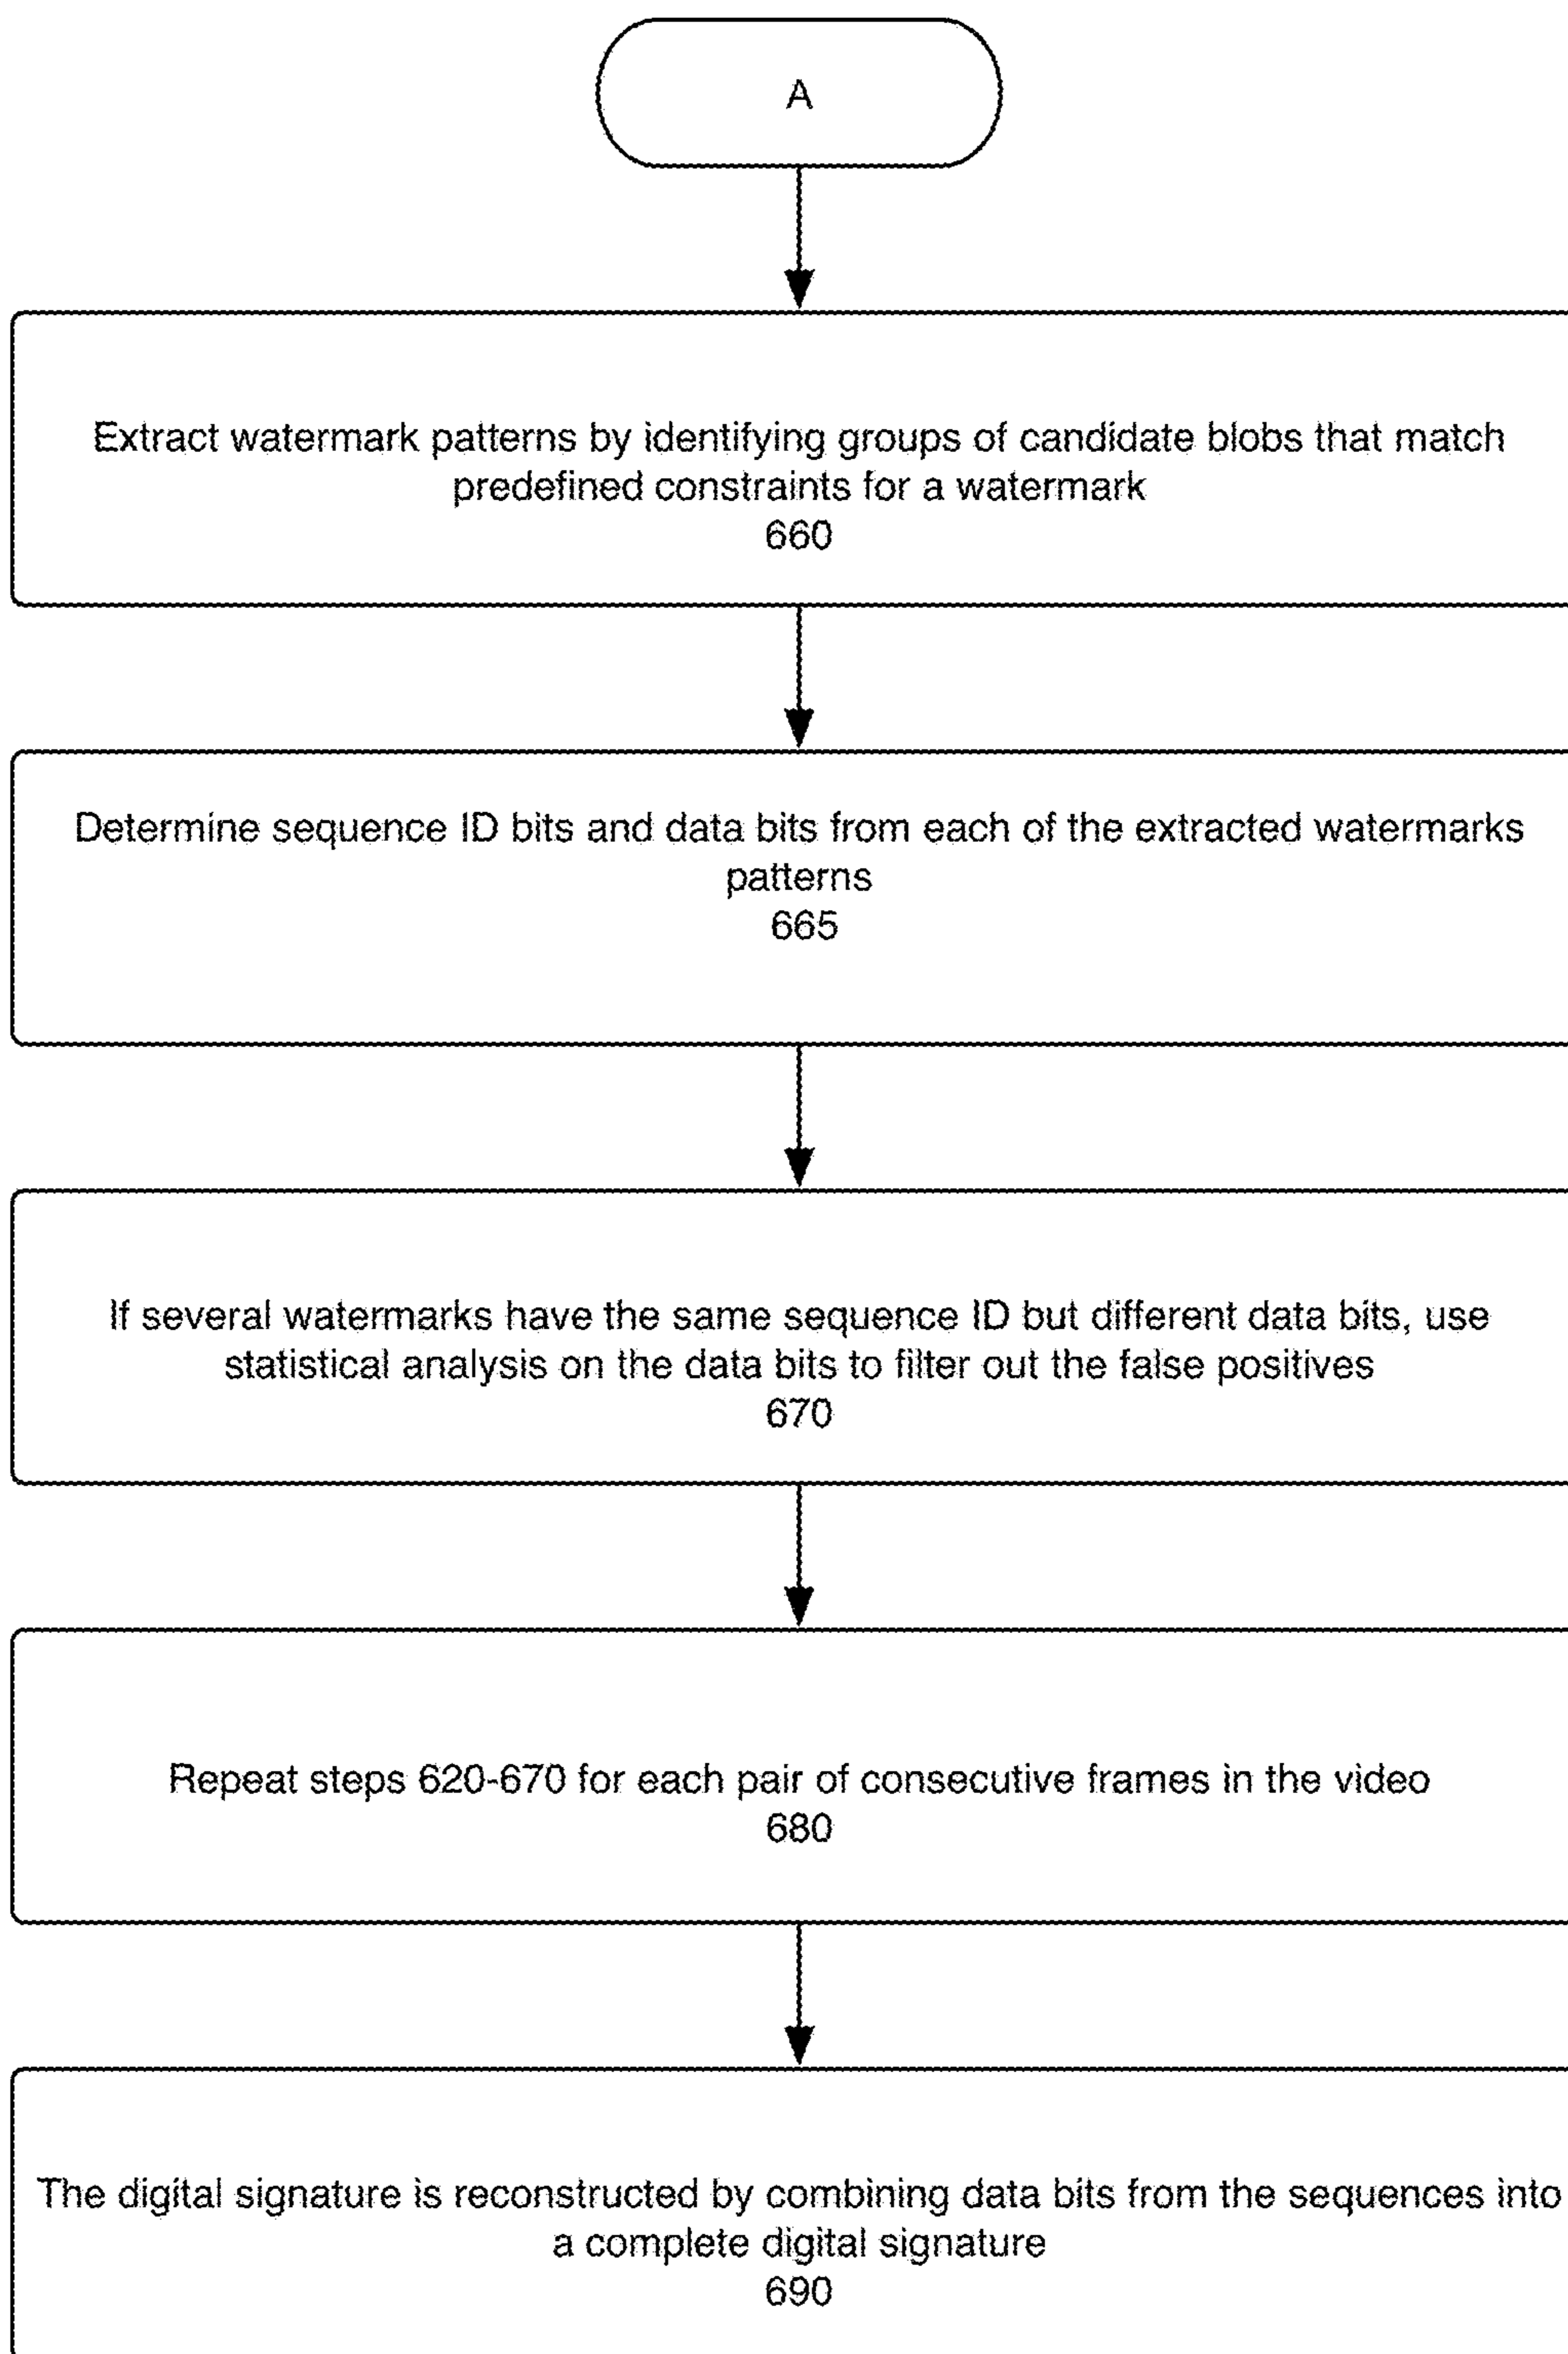 A
Extract watermark patterns by identifying groups of candidate blobs that match
predefined constraints for a watermark
660
Determine sequence ID bits and data bits from each of the extracted watermarks
patterns
665
If several watermarks have the same sequence ID but different data bits, use
statistical analysis on the data bits to filter out the false positives
670
Repeat steps 620-670 for each pair of consecutive frames in the video
680
The digital signature is reconstructed by combining data bits from the sequences into
a complete digital signature
690